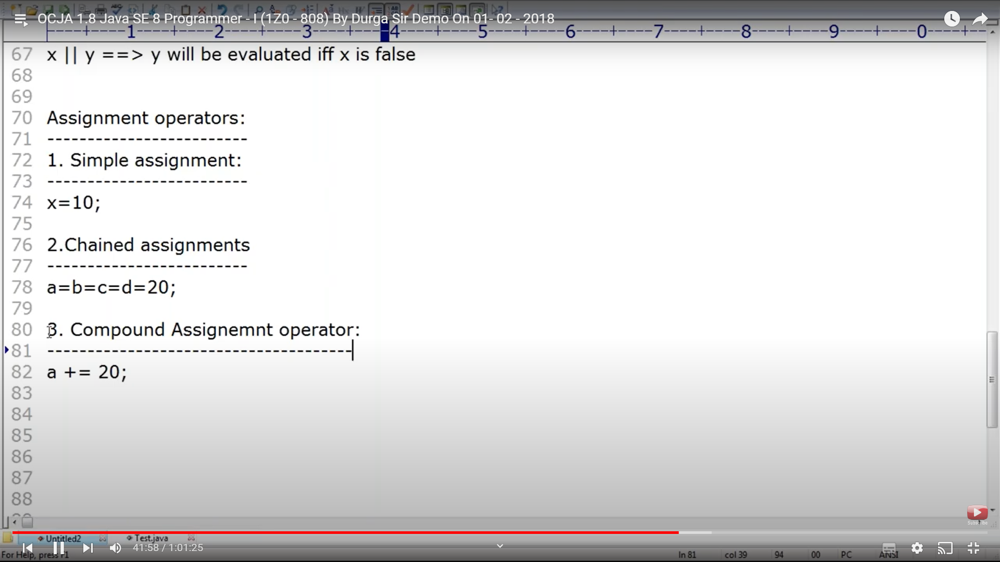 OCJA 1.8 Java SE 8 Programmer - I (1Z0 - 808) By Durga Sir Demo On 01- 02 - 2018
----+----1----+----2----+----3----+----4----+----5----+----6----+----7----+----8----+----9----+----0----+--
67 x || y ==> y will be evaluated iff x is false
68
69
70 Assignment operators:
71 -------------------------
72 1. Simple assignment:
73 -------------------------
74 x=10;
75
76 2.Chained assignments
77 -------------------------
78 a=b=c=d=20;
79
80 3. Compound Assignemnt operator:
81 --------------------------------------
82 a += 20;
83
84
85
86
87
88
Subscribe
Untitled2 Test.java
41:58 / 1:01:25
For Help, press F1 ln 81 col 39 94 00 PC ANSI